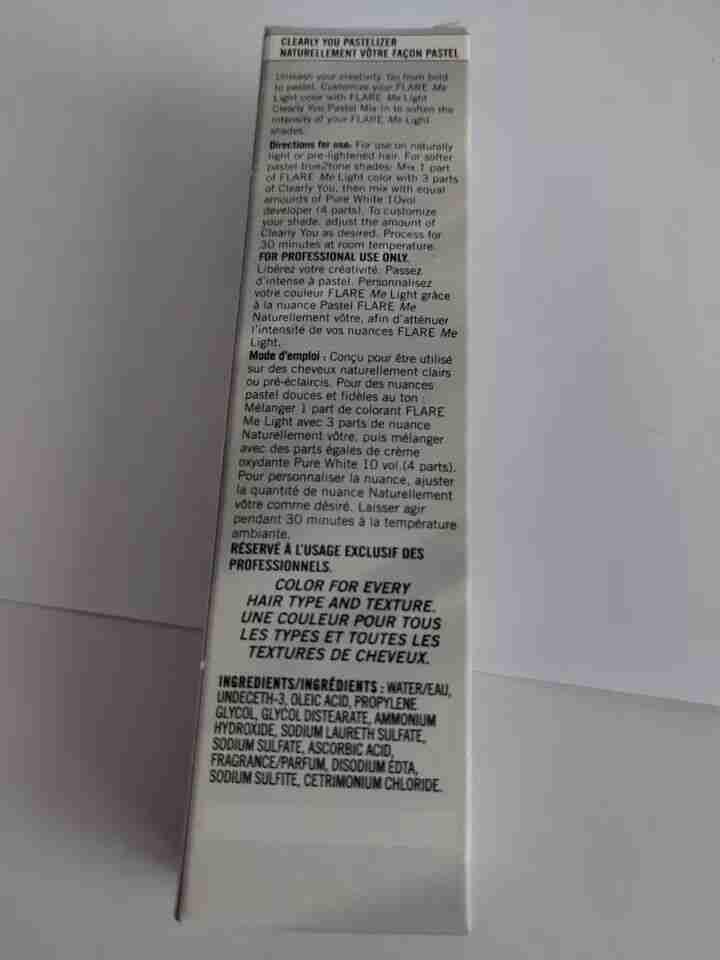 CLEARLY YOU PASTELIZER
NATURELLEMENT VÔTRE FAÇON PASTEL
Unleash your creativity. Go from bold
to pastel. Customize your FLARE Me
Light color with FLARE Me Light
Clearly You Pastel Mix in to soften the
intensity of your FLARE Me Light
shades.
Directions for use: For use on naturally
light or pre-lightened hair. For softer
pastel true2tone shades: Mix 1 part
of FLARE Me Light color with 3 parts
of Clearly You, then mix with equal
amounts of Pure White 10vol
developer (4 parts). To customize
your shade, adjust the amount of
Clearly You as desired. Process for
30 minutes at room temperature.
FOR PROFESSIONAL USE ONLY.
Libérez votre créativité. Passez
d'intense à pastel. Personnalisez
votre couleur FLARE Me Light grâce
à la nuance Pastel FLARE Me
Naturellement vôtre, afin d'atténuer
l'intensité de vos nuances FLARE Me
Light.
Mode d'emploi : Conçu pour être utilisé
sur des cheveux naturellement clairs
ou pré-éclaircis. Pour des nuances
pastel douces et fidèles au ton :
Mélanger 1 part de colorant FLARE
Me Light avec 3 parts de nuance
Naturellement vôtre, puis mélanger
avec des parts égales de crème
oxydante Pure White 10 vol.(4 parts).
Pour personnaliser la nuance, ajuster
la quantité de nuance Naturellement
vôtre comme désiré. Laisser agir
pendant 30 minutes à la température
ambiante.
RÉSERVÉ À L'USAGE EXCLUSIF DES
PROFESSIONNELS.
COLOR FOR EVERY
HAIR TYPE AND TEXTURE.
UNE COULEUR POUR TOUS
LES TYPES ET TOUTES LES
TEXTURES DE CHEVEUX.
INGREDIENTS/INGRÉDIENTS : WATER/EAU,
UNDECETH-3, OLEIC ACID, PROPYLENE
GLYCOL, GLYCOL DISTEARATE, AMMONIUM
HYDROXIDE, SODIUM LAURETH SULFATE,
SODIUM SULFATE, ASCORBIC ACID,
FRAGRANCE/PARFUM, DISODIUM EDTA,
SODIUM SULFITE, CETRIMONIUM CHLORIDE.